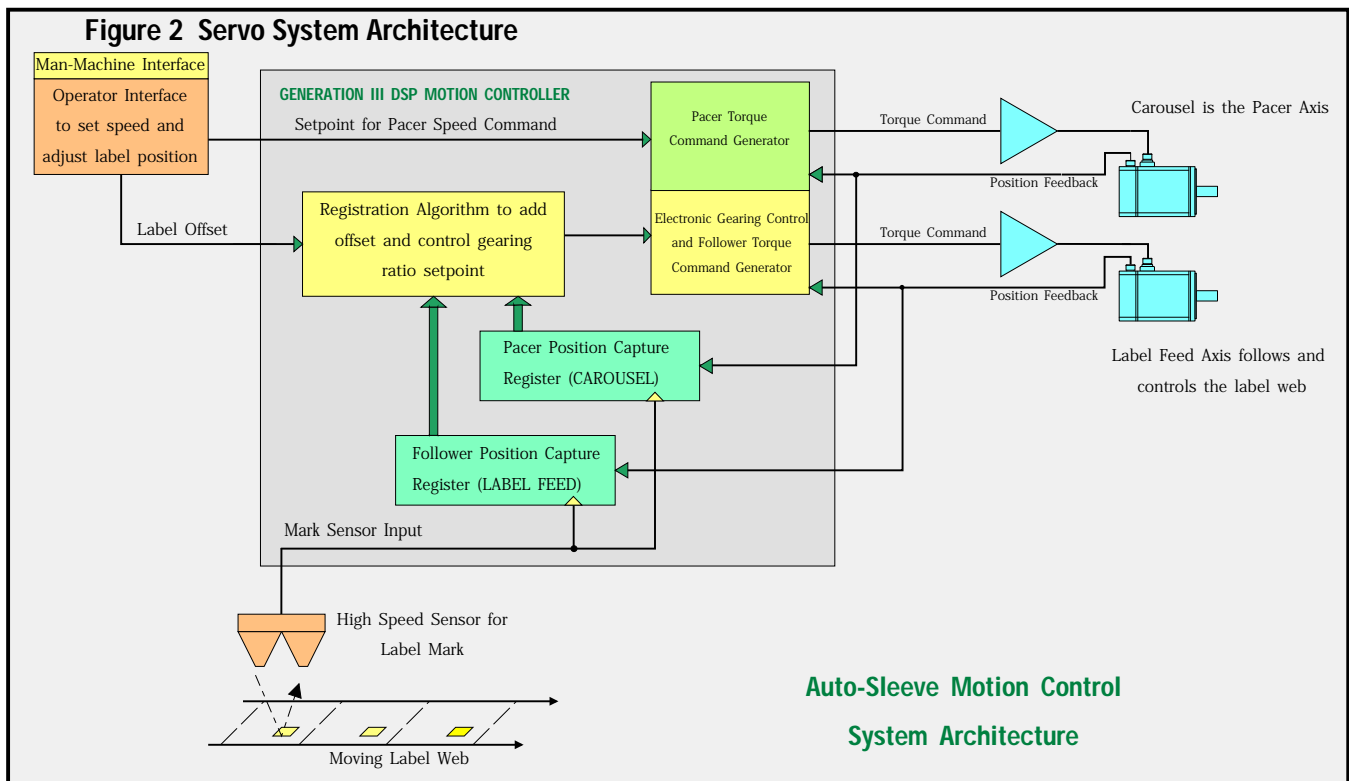 Figure 2 Servo System Architecture
Man-Machine Interface
Operator Interface
to set speed and
adjust label position
GENERATION III DSP MOTION CONTROLLER
Setpoint for Pacer Speed Command
Pacer Torque
Command Generator
Torque Command
Carousel is the Pacer Axis
Position Feedback
Label Offset
Registration Algorithm to add
offset and control gearing
ratio setpoint
Electronic Gearing Control
and Follower Torque
Command Generator
Torque Command
Position Feedback
Label Feed Axis follows and
controls the label web
Pacer Position Capture
Register (CAROUSEL)
Follower Position Capture
Register (LABEL FEED)
Mark Sensor Input
High Speed Sensor for
Label Mark
Moving Label Web
Auto-Sleeve Motion Control
System Architecture